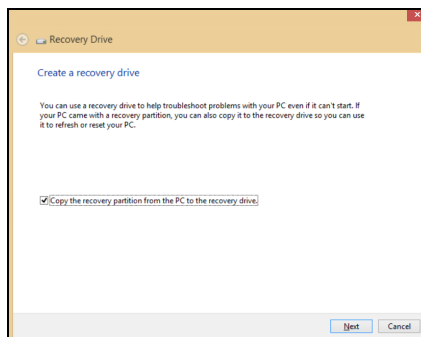 Recovery Drive
Create a recovery drive
You can use a recovery drive to help troubleshoot problems with your PC even if it can't start. If
your PC came with a recovery partition, you can also copy it to the recovery drive so you can use
it to refresh or reset your PC.
Copy the recovery partition from the PC to the recovery drive.
Next Cancel